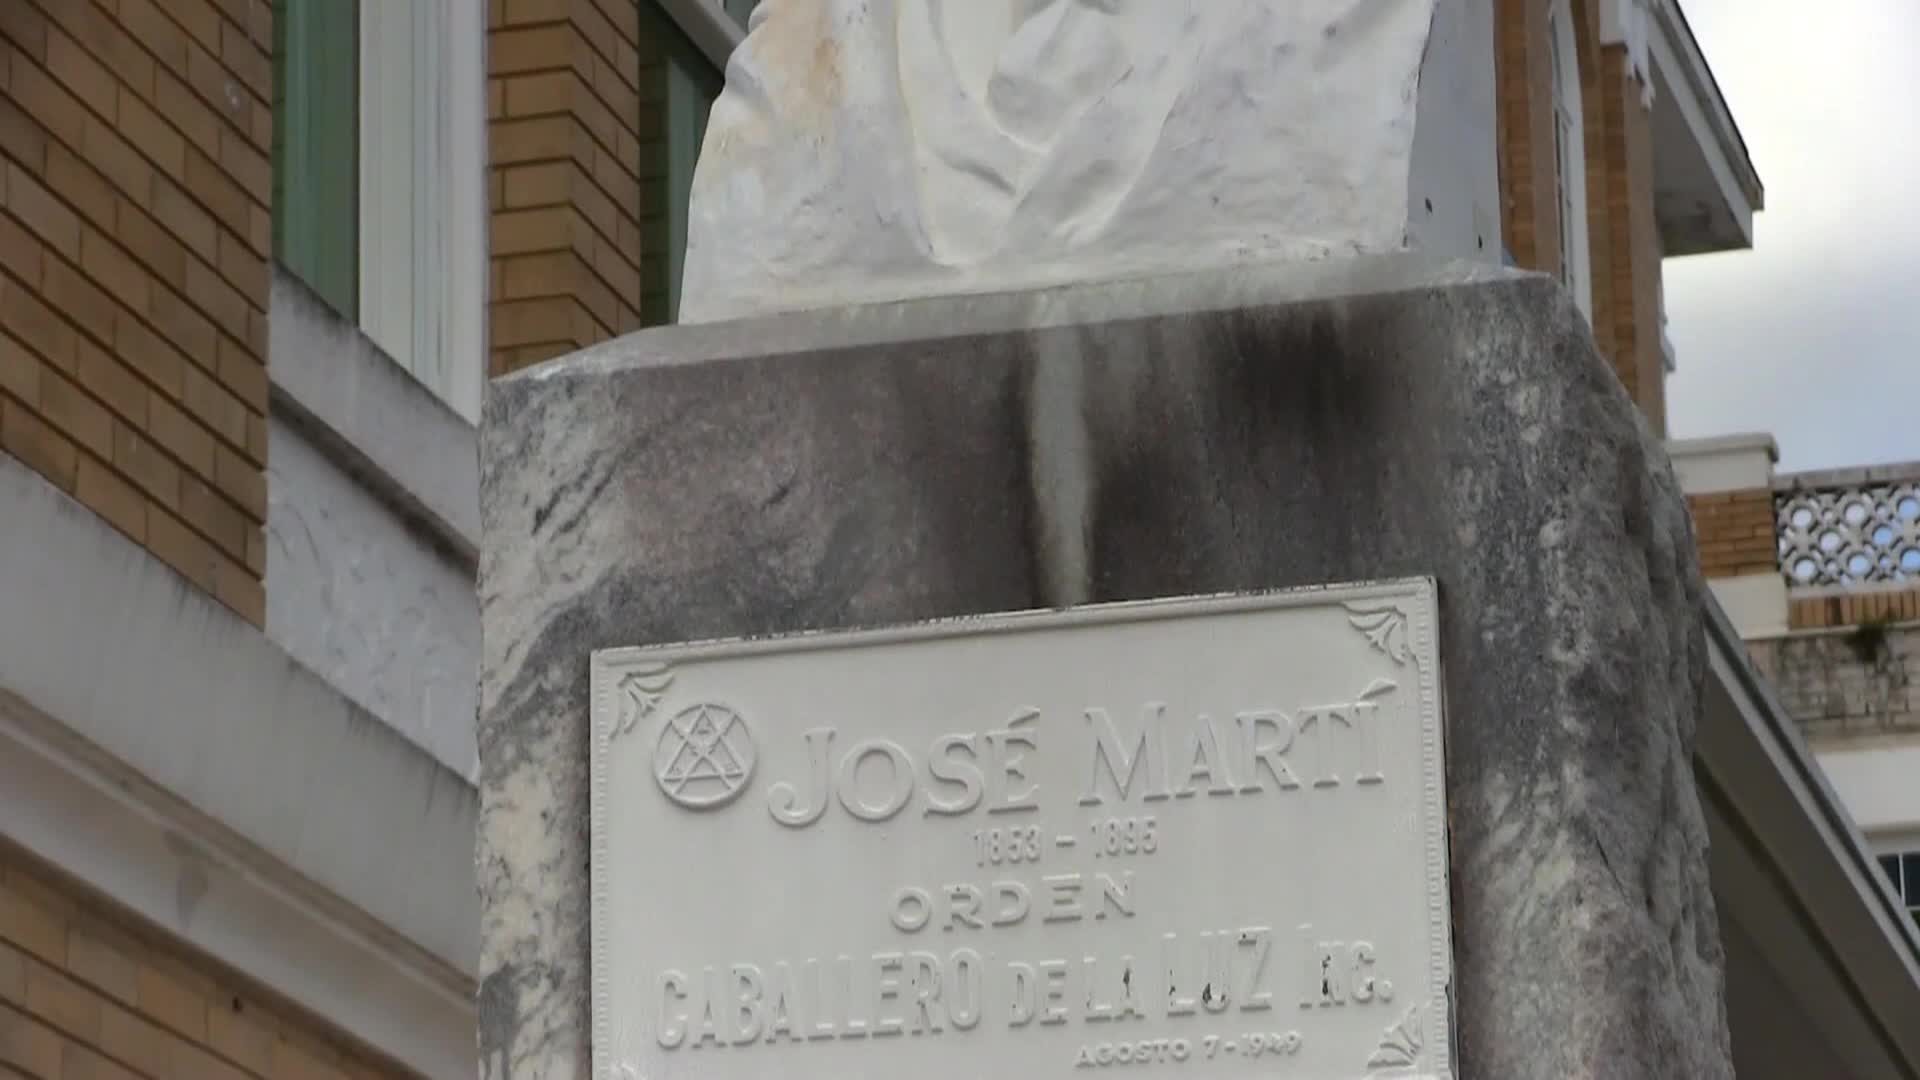 JOSÉ MARTÍ
1853 - 1895
ORDEN
CABALLERO DE LA LUZ INC.
AGOSTO 7-1949